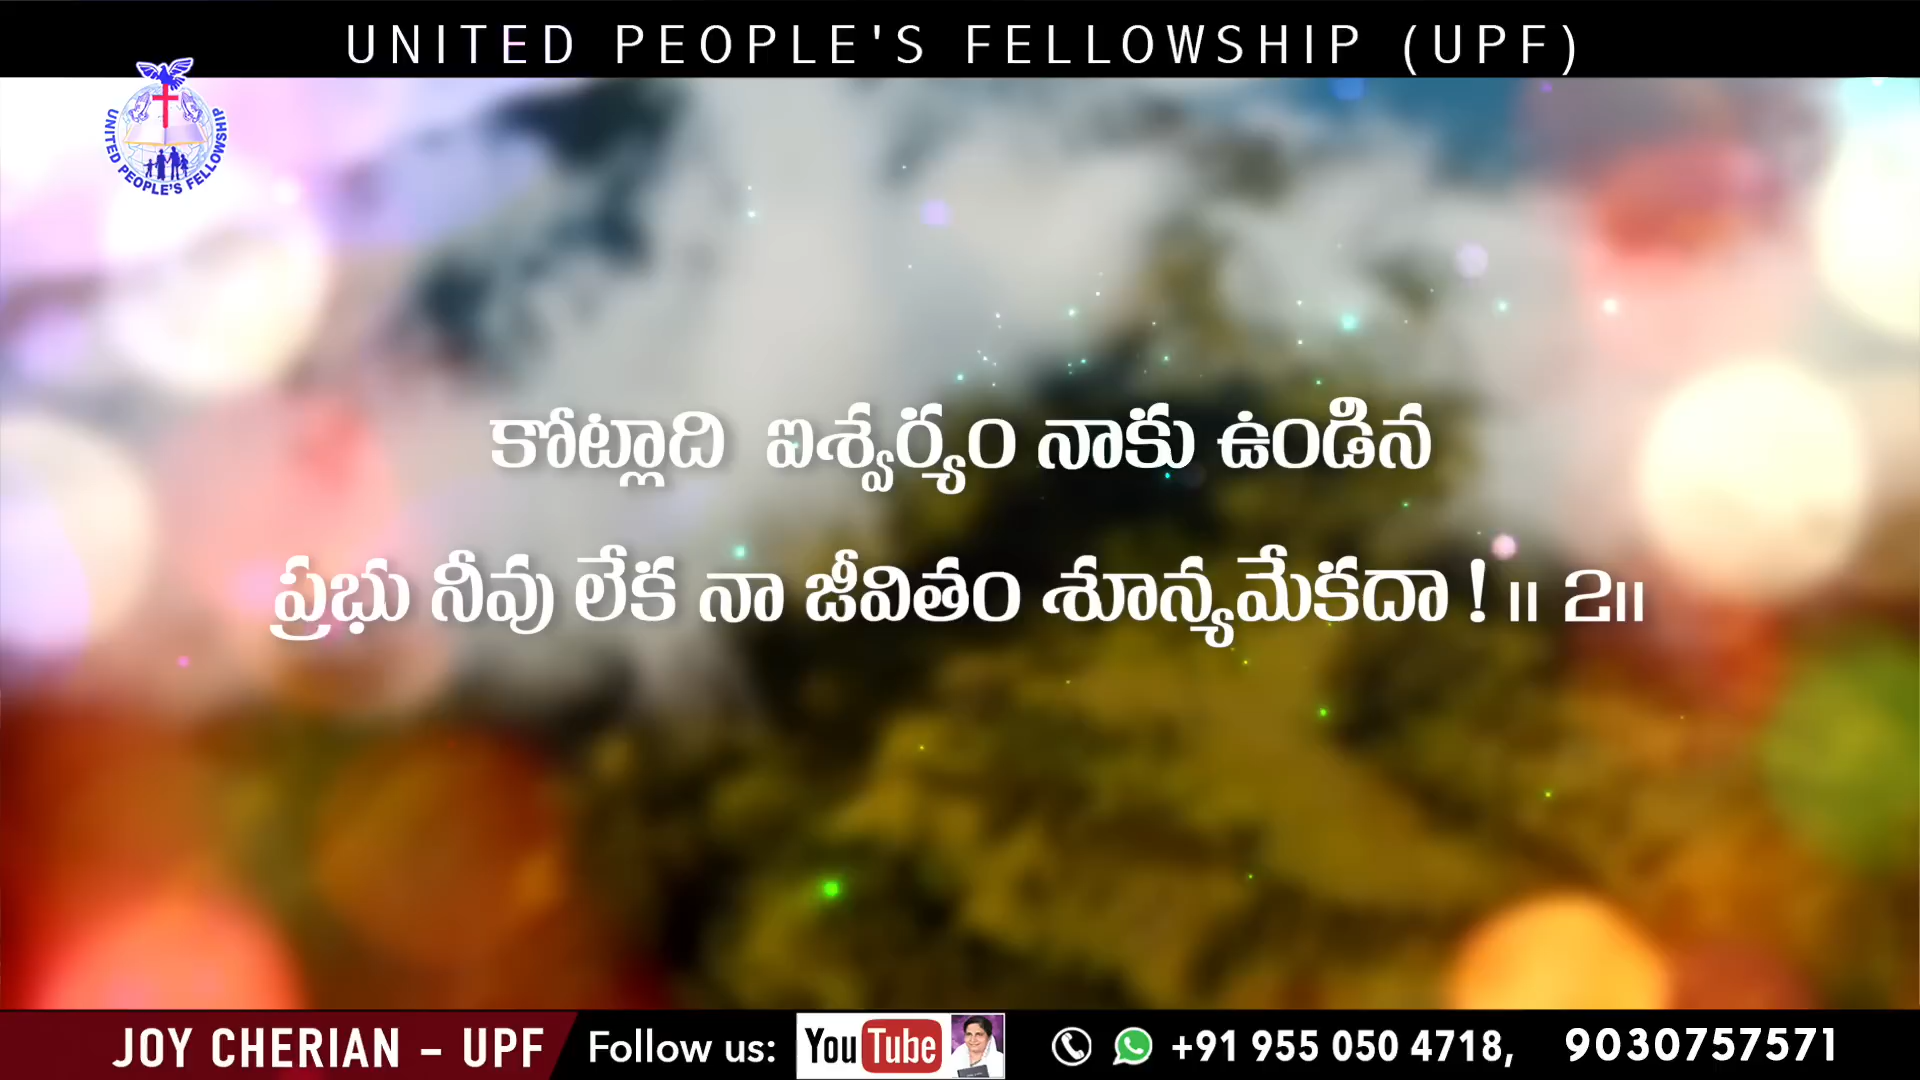 UNITED PEOPLE'S FELLOWSHIP (UPF)
UNITED PEOPLE'S FELLOWSHIP
కోట్లాది ఐశ్వర్యం నాకు ఉండిన
ప్రభు నీవు లేక నా జీవితం శూన్యమేకదా ! ॥ 2॥
JOY CHERIAN – UPF Follow us: YouTube +91 955 050 4718, 9030757571